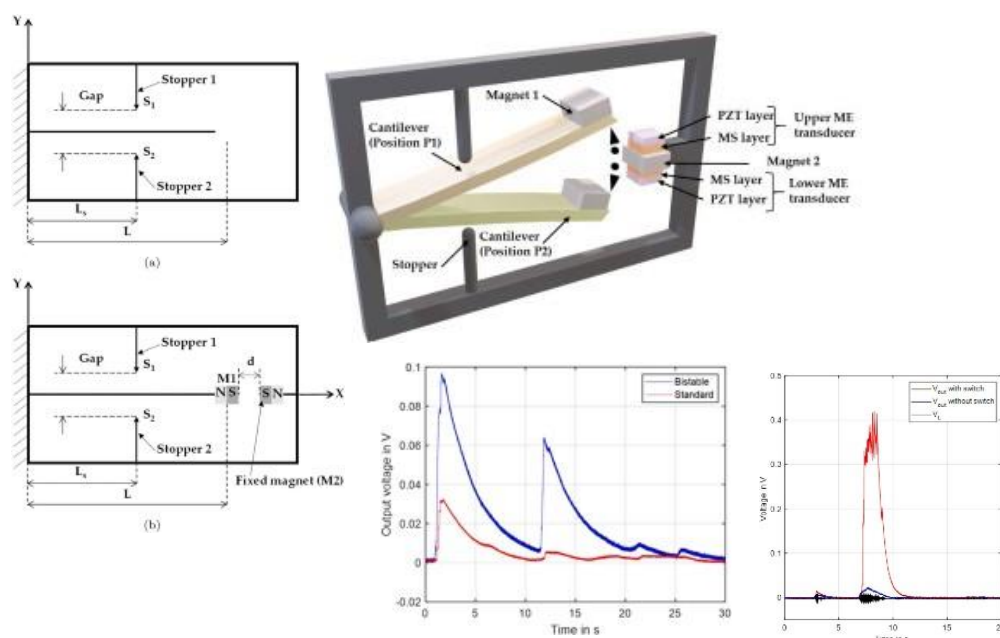 Y
Stopper 1
Gap
S1
S2
Stopper 2
Ls
L
(a)
Y
Stopper 1
Gap
S1
d
M1
N S
S N
X
S2
Stopper 2
Ls
L
Fixed magnet (M2)
(b)
Magnet 1
Cantilever
(Position P1)
PZT layer
MS layer
Upper ME
transducer
Magnet 2
MS layer
PZT layer
Lower ME
transducer
Cantilever
(Position P2)
Stopper
0.1
0.08
0.06
0.04
0.02
0
-0.02
Output voltage in V
Bistable
Standard
0
5
10
15
20
25
30
Time in s
0.5
0.4
0.3
0.2
0.1
0
Voltage in V
Vout with switch
Vout without switch
0
5
10
15
20